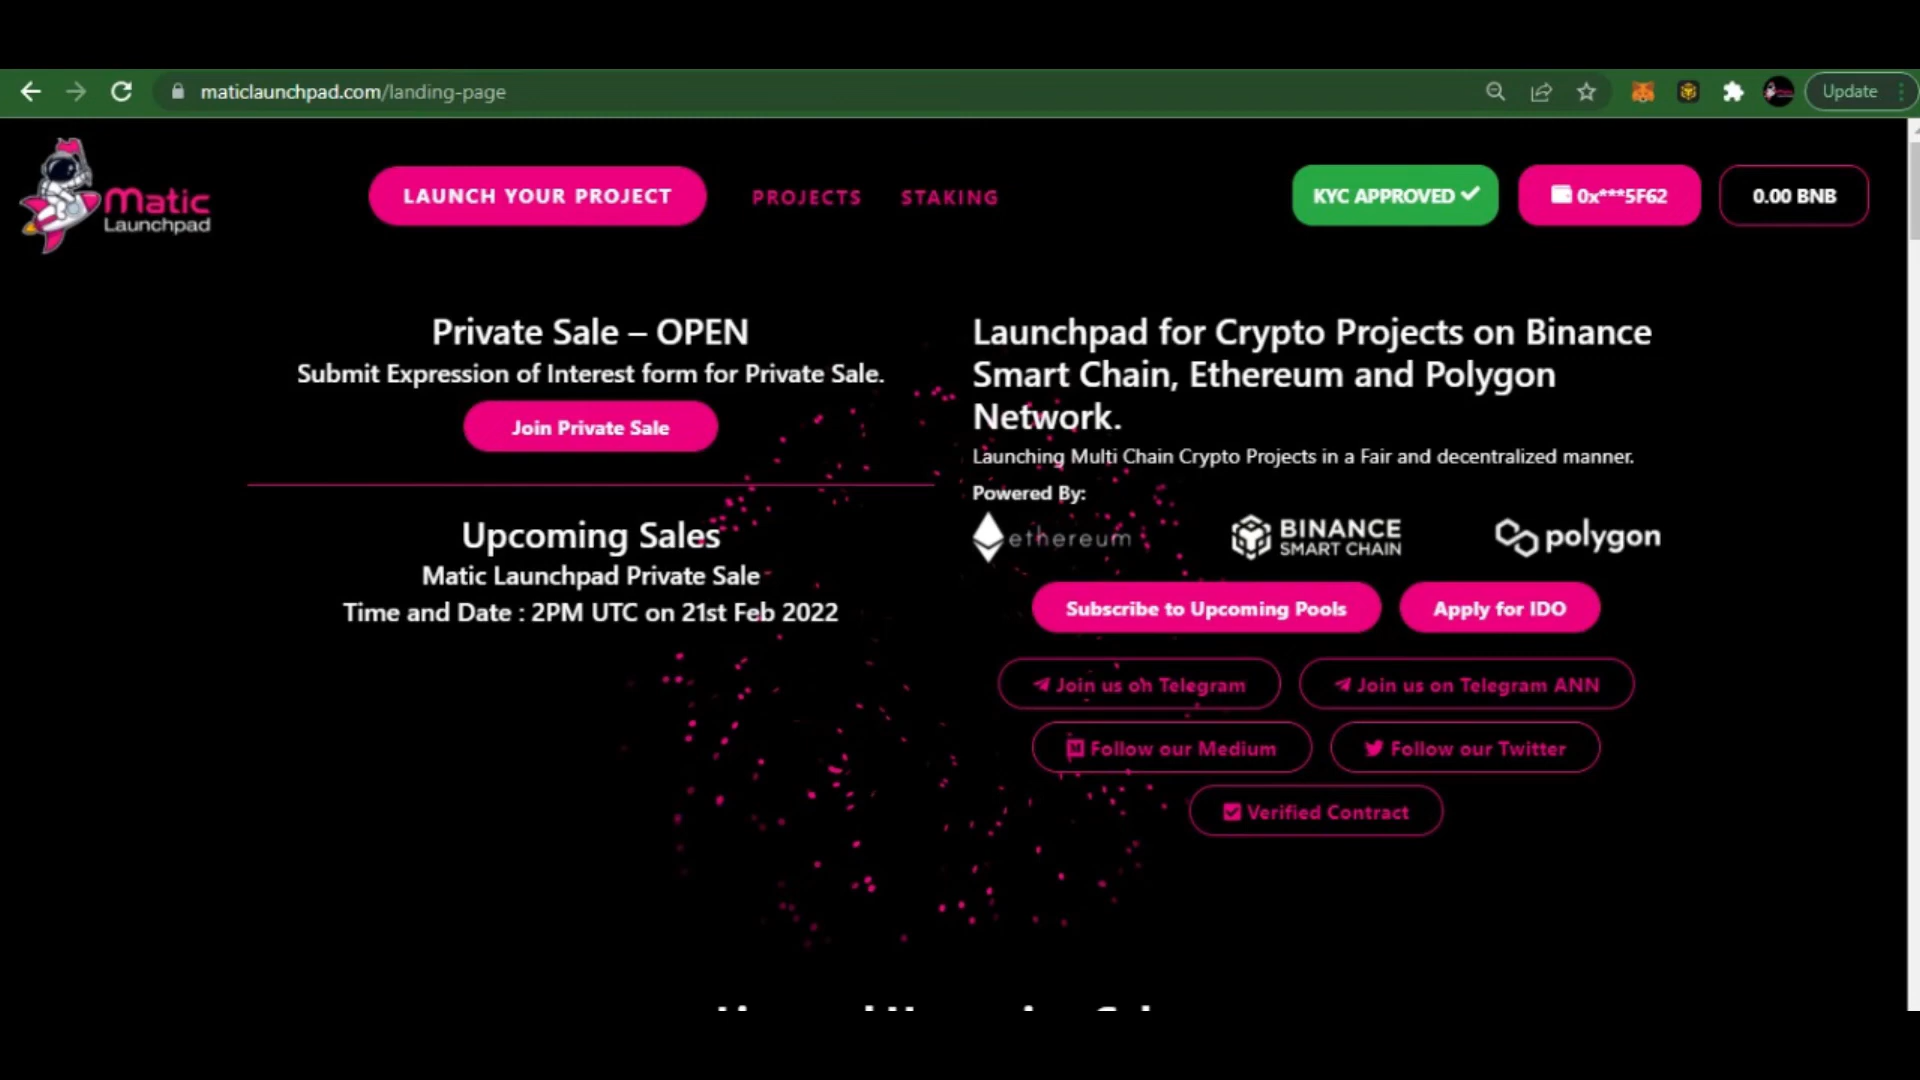 maticlaunchpad.com/landing-page
Update
Matic
Launchpad
LAUNCH YOUR PROJECT
PROJECTS
STAKING
KYC APPROVED
0x***5F62
0.00 BNB
Private Sale – OPEN
Submit Expression of Interest form for Private Sale.
Join Private Sale
Upcoming Sales
Matic Launchpad Private Sale
Time and Date : 2PM UTC on 21st Feb 2022
Launchpad for Crypto Projects on Binance
Smart Chain, Ethereum and Polygon
Network.
Launching Multi Chain Crypto Projects in a Fair and decentralized manner.
Powered By:
ethereum
BINANCE
SMART CHAIN
polygon
Subscribe to Upcoming Pools
Apply for IDO
Join us on Telegram
Join us on Telegram ANN
Follow our Medium
Follow our Twitter
Verified Contract